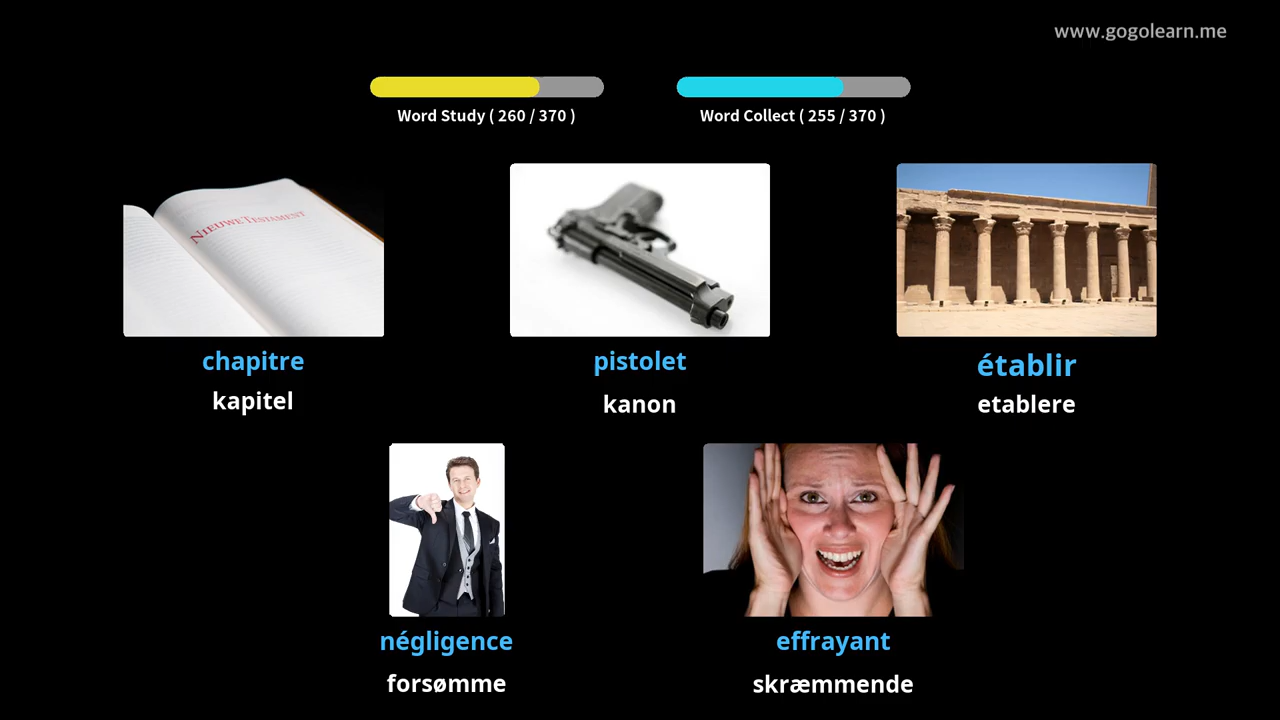 www.gogolearn.me
Word Study ( 260 / 370 )
Word Collect ( 255 / 370 )
NIEUWE TESTAMENT
chapitre
kapitel
pistolet
kanon
établir
etablere
négligence
forsømme
effrayant
skræmmende